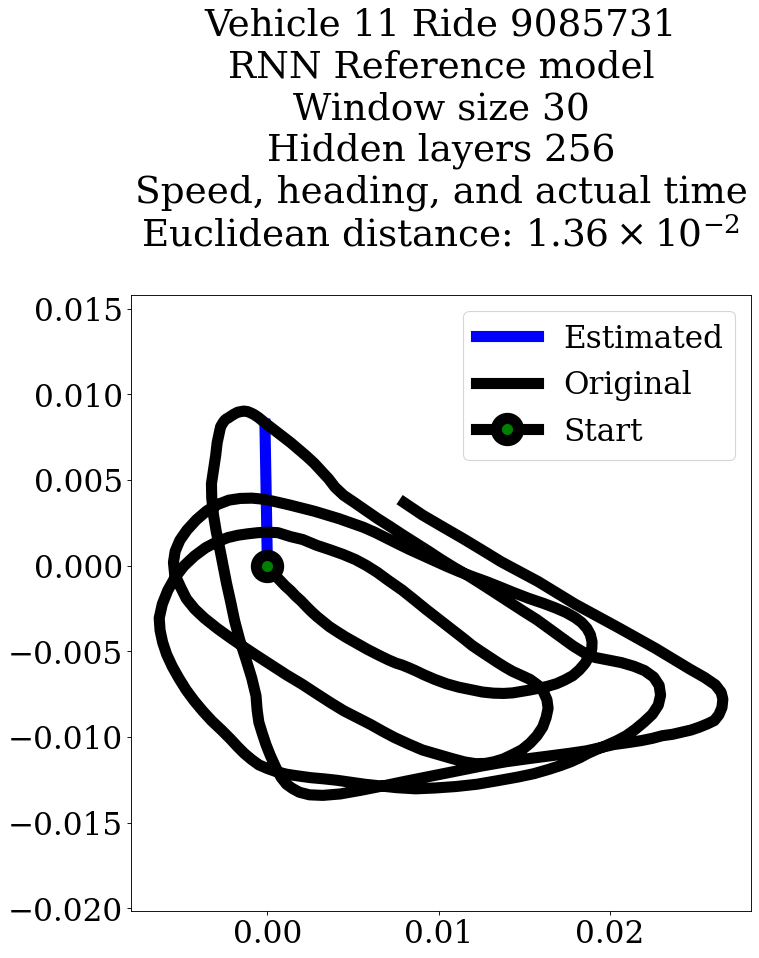 Vehicle 11 Ride 9085731
RNN Reference model
Window size 30
Hidden layers 256
Speed, heading, and actual time
Euclidean distance: 1.36 × 10⁻²
Estimated
Original
Start
0.015
0.010
0.005
0.000
−0.005
−0.010
−0.015
−0.020
0.00 0.01 0.02